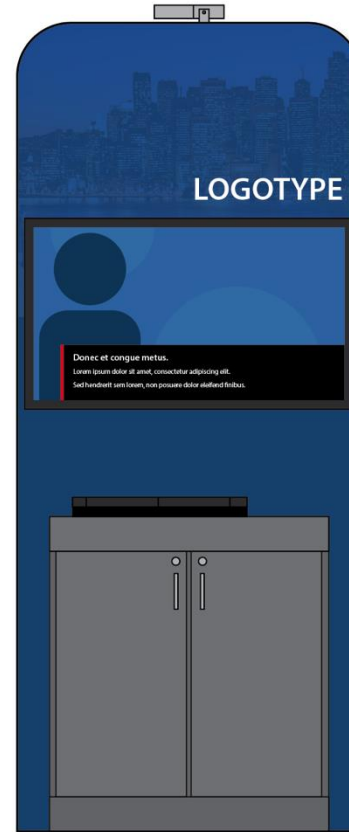 LOGOTYPE
Donec et congue metus.
Lorem ipsum dolor sit amet, consectetur adipiscing elit.
Sed hendrerit sem lorem, non posuere dolor eleifend finibus.